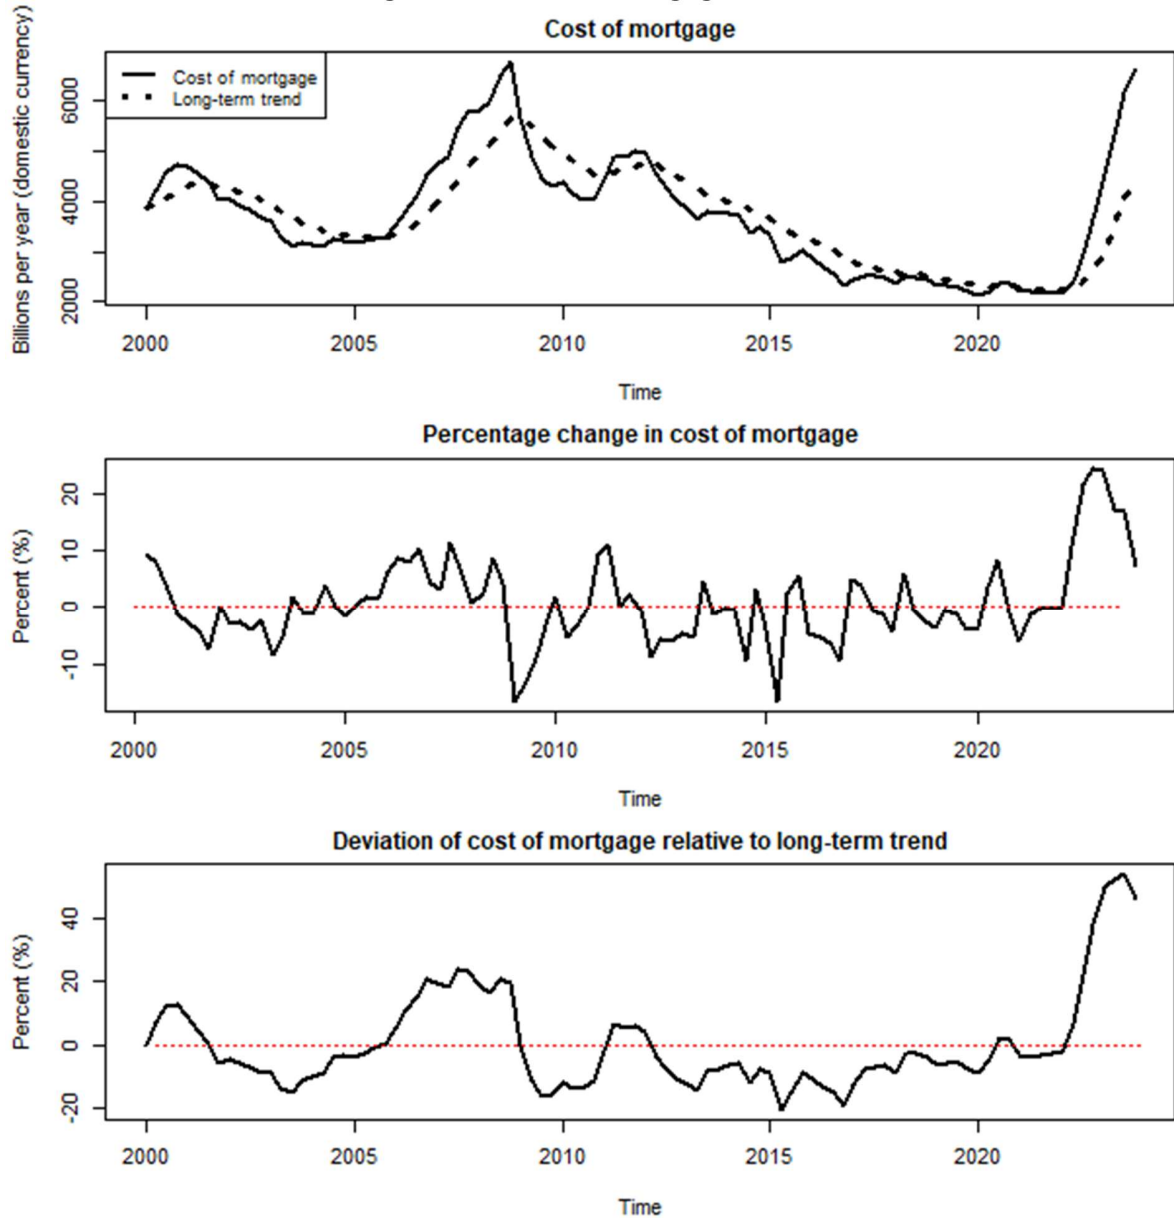 Cost of mortgage
Cost of mortgage
Long-term trend
Billions per year (domestic currency)
6000
4000
2000
2000 2005 2010 2015 2020
Time
Percentage change in cost of mortgage
Percent (%)
20
10
0
-10
2000 2005 2010 2015 2020
Time
Deviation of cost of mortgage relative to long-term trend
Percent (%)
40
20
0
-20
2000 2005 2010 2015 2020
Time